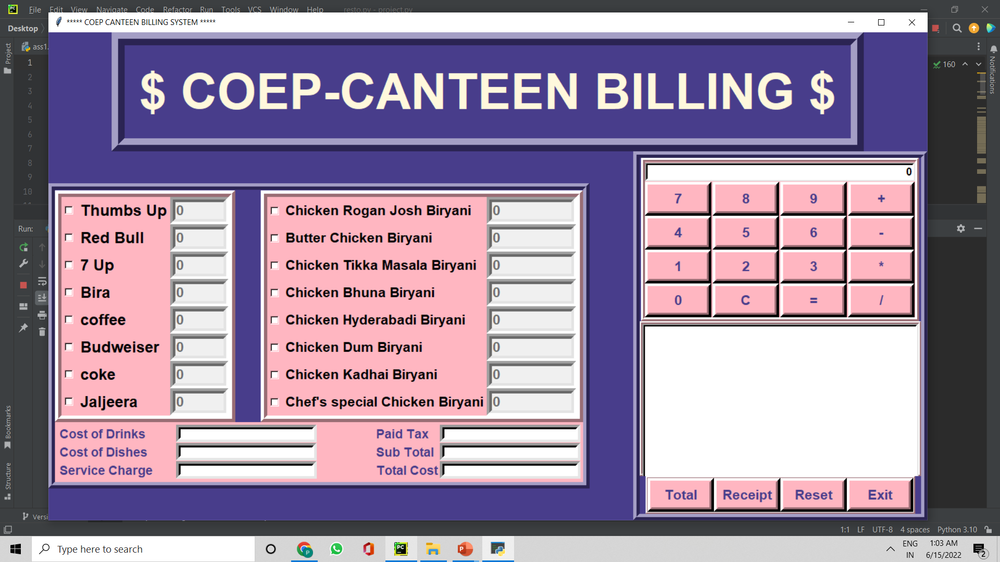 File Edit View Navigate Code Refactor Run Tools VCS Window Help resto.py - project.py
***** COEP CANTEEN BILLING SYSTEM *****
Desktop
Project
ass1.
160
Notifications
1
2
3
4
5
6
7
8
9
10
Run:
Bookmarks
Structure
$ COEP-CANTEEN BILLING $
Thumbs Up 0
Red Bull 0
7 Up 0
Bira 0
coffee 0
Budweiser 0
coke 0
Jaljeera 0
Chicken Rogan Josh Biryani 0
Butter Chicken Biryani 0
Chicken Tikka Masala Biryani 0
Chicken Bhuna Biryani 0
Chicken Hyderabadi Biryani 0
Chicken Dum Biryani 0
Chicken Kadhai Biryani 0
Chef's special Chicken Biryani 0
Cost of Drinks
Cost of Dishes
Service Charge
Paid Tax
Sub Total
Total Cost
0
7 8 9 +
4 5 6 -
1 2 3 *
0 C = /
Total Receipt Reset Exit
Versi
1:1 LF UTF-8 4 spaces Python 3.10
Type here to search
ENG
IN
1:03 AM
6/15/2022
2